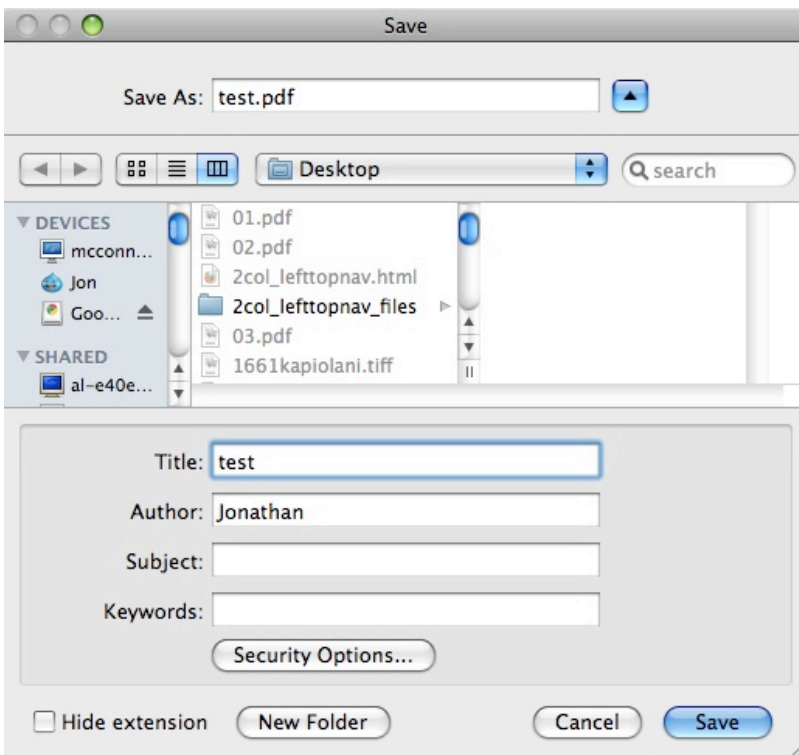 Save
Save As: test.pdf
Desktop
search
DEVICES
mcconn...
Jon
Goo...
SHARED
al-e40e...
01.pdf
02.pdf
2col_lefttopnav.html
2col_lefttopnav_files
03.pdf
1661kapiolani.tiff
Title: test
Author: Jonathan
Subject:
Keywords:
Security Options...
Hide extension
New Folder
Cancel
Save